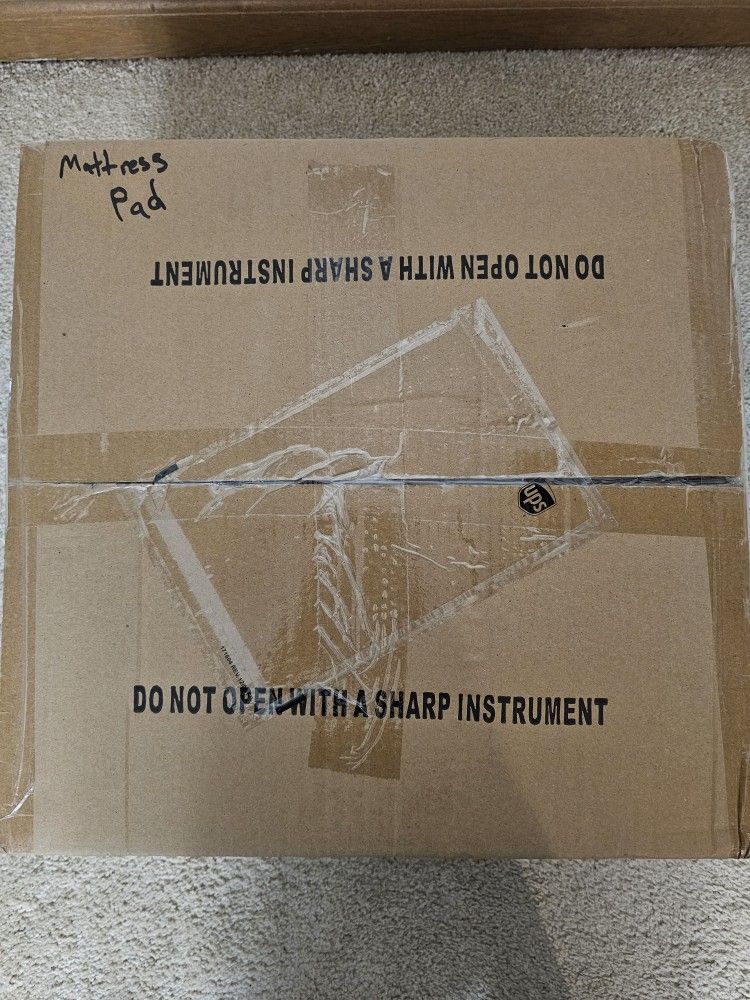 Mattress
Pad
DO NOT OPEN WITH A SHARP INSTRUMENT
ups
DO NOT OPEN WITH A SHARP INSTRUMENT